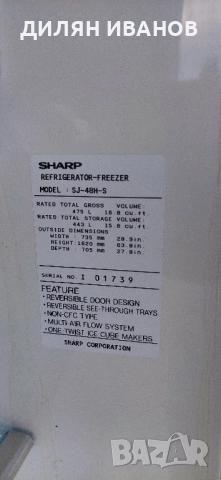 ДИЛЯН ИВАНОВ
SHARP
REFRIGERATOR-FREEZER
MODEL : SJ-48H-S
RATED TOTAL GROSS VOLUME:
475 L 16.8 cu.ft.
RATED TOTAL STORAGE VOLUME:
443 L 15.6 cu.ft.
OUTSIDE DIMENSIONS
WIDTH : 735 mm 28.9in.
HEIGHT:1620 mm 63.8in.
DEPTH : 705 mm 27.8in.
SERIAL NO. I 01739
FEATURE
• REVERSIBLE DOOR DESIGN
• REVERSIBLE SEE-THROUGH TRAYS
• NON-CFC TYPE
• MULTI AIR FLOW SYSTEM
• ONE TWIST ICE CUBE MAKERS
SHARP CORPORATION
bazar